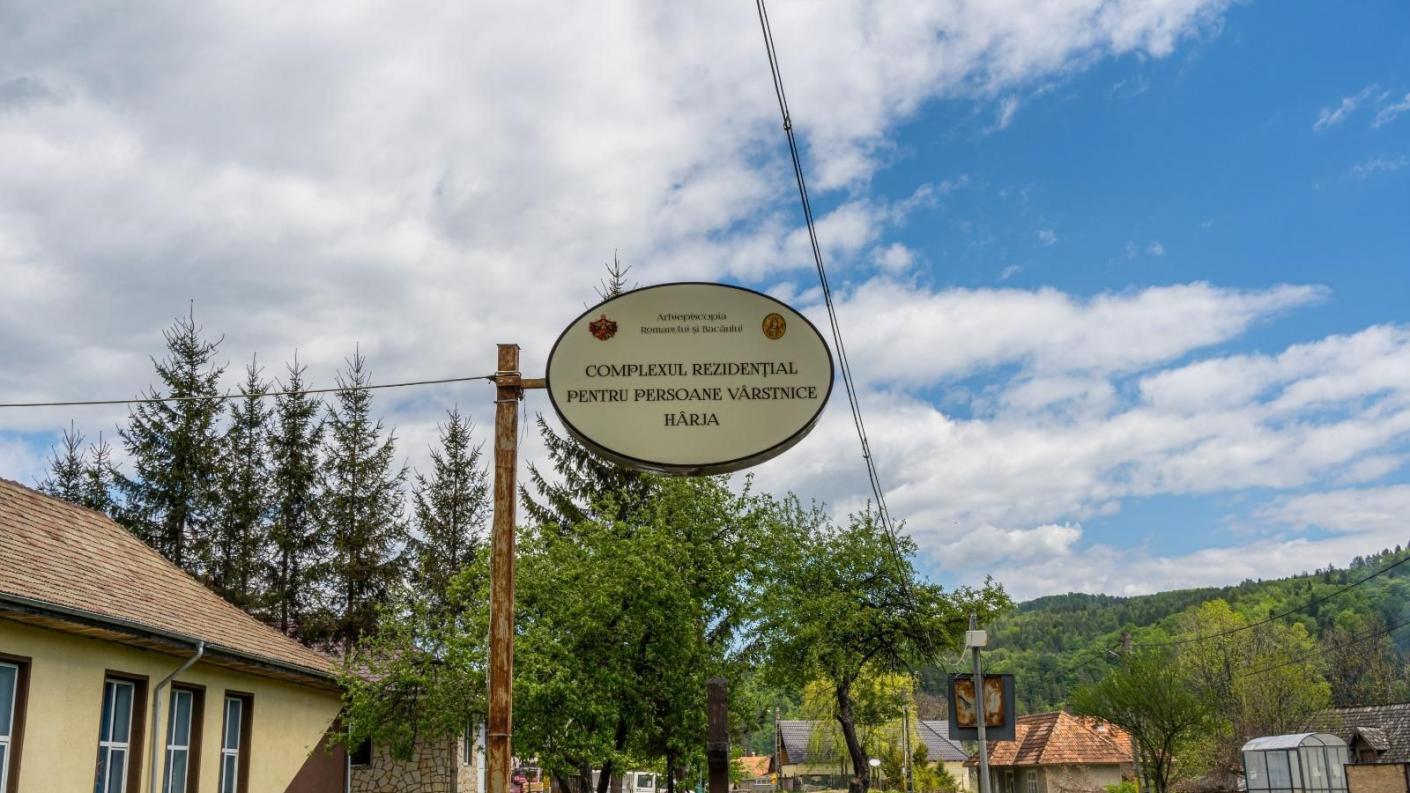 Arhiepiscopia
Romanului și Bacăului
COMPLEXUL REZIDENȚIAL
PENTRU PERSOANE VÂRSTNICE
HÂRJA